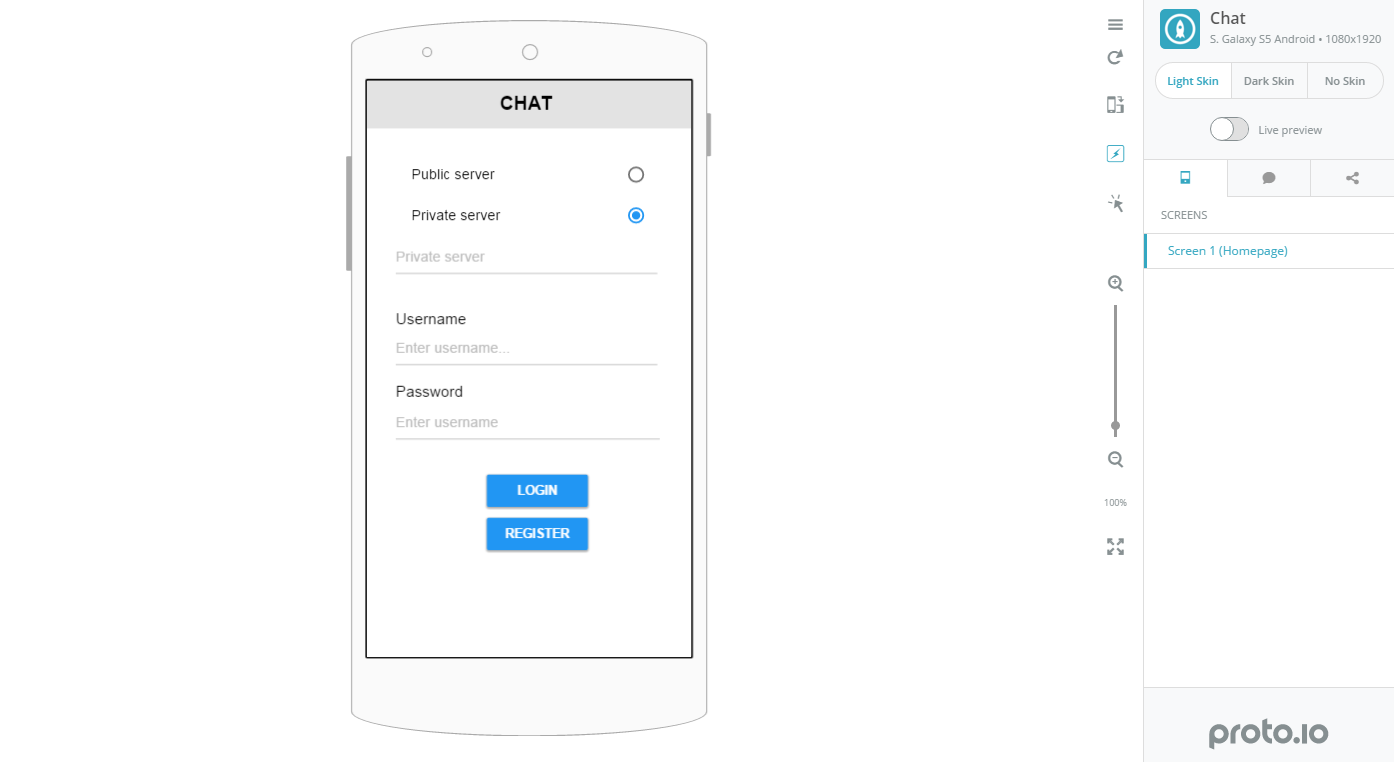 CHAT
Public server
Private server
Private server
Username
Enter username...
Password
Enter username
LOGIN
REGISTER
100%
Chat
S. Galaxy S5 Android • 1080x1920
Light Skin Dark Skin No Skin
Live preview
SCREENS
Screen 1 (Homepage)
proto.io